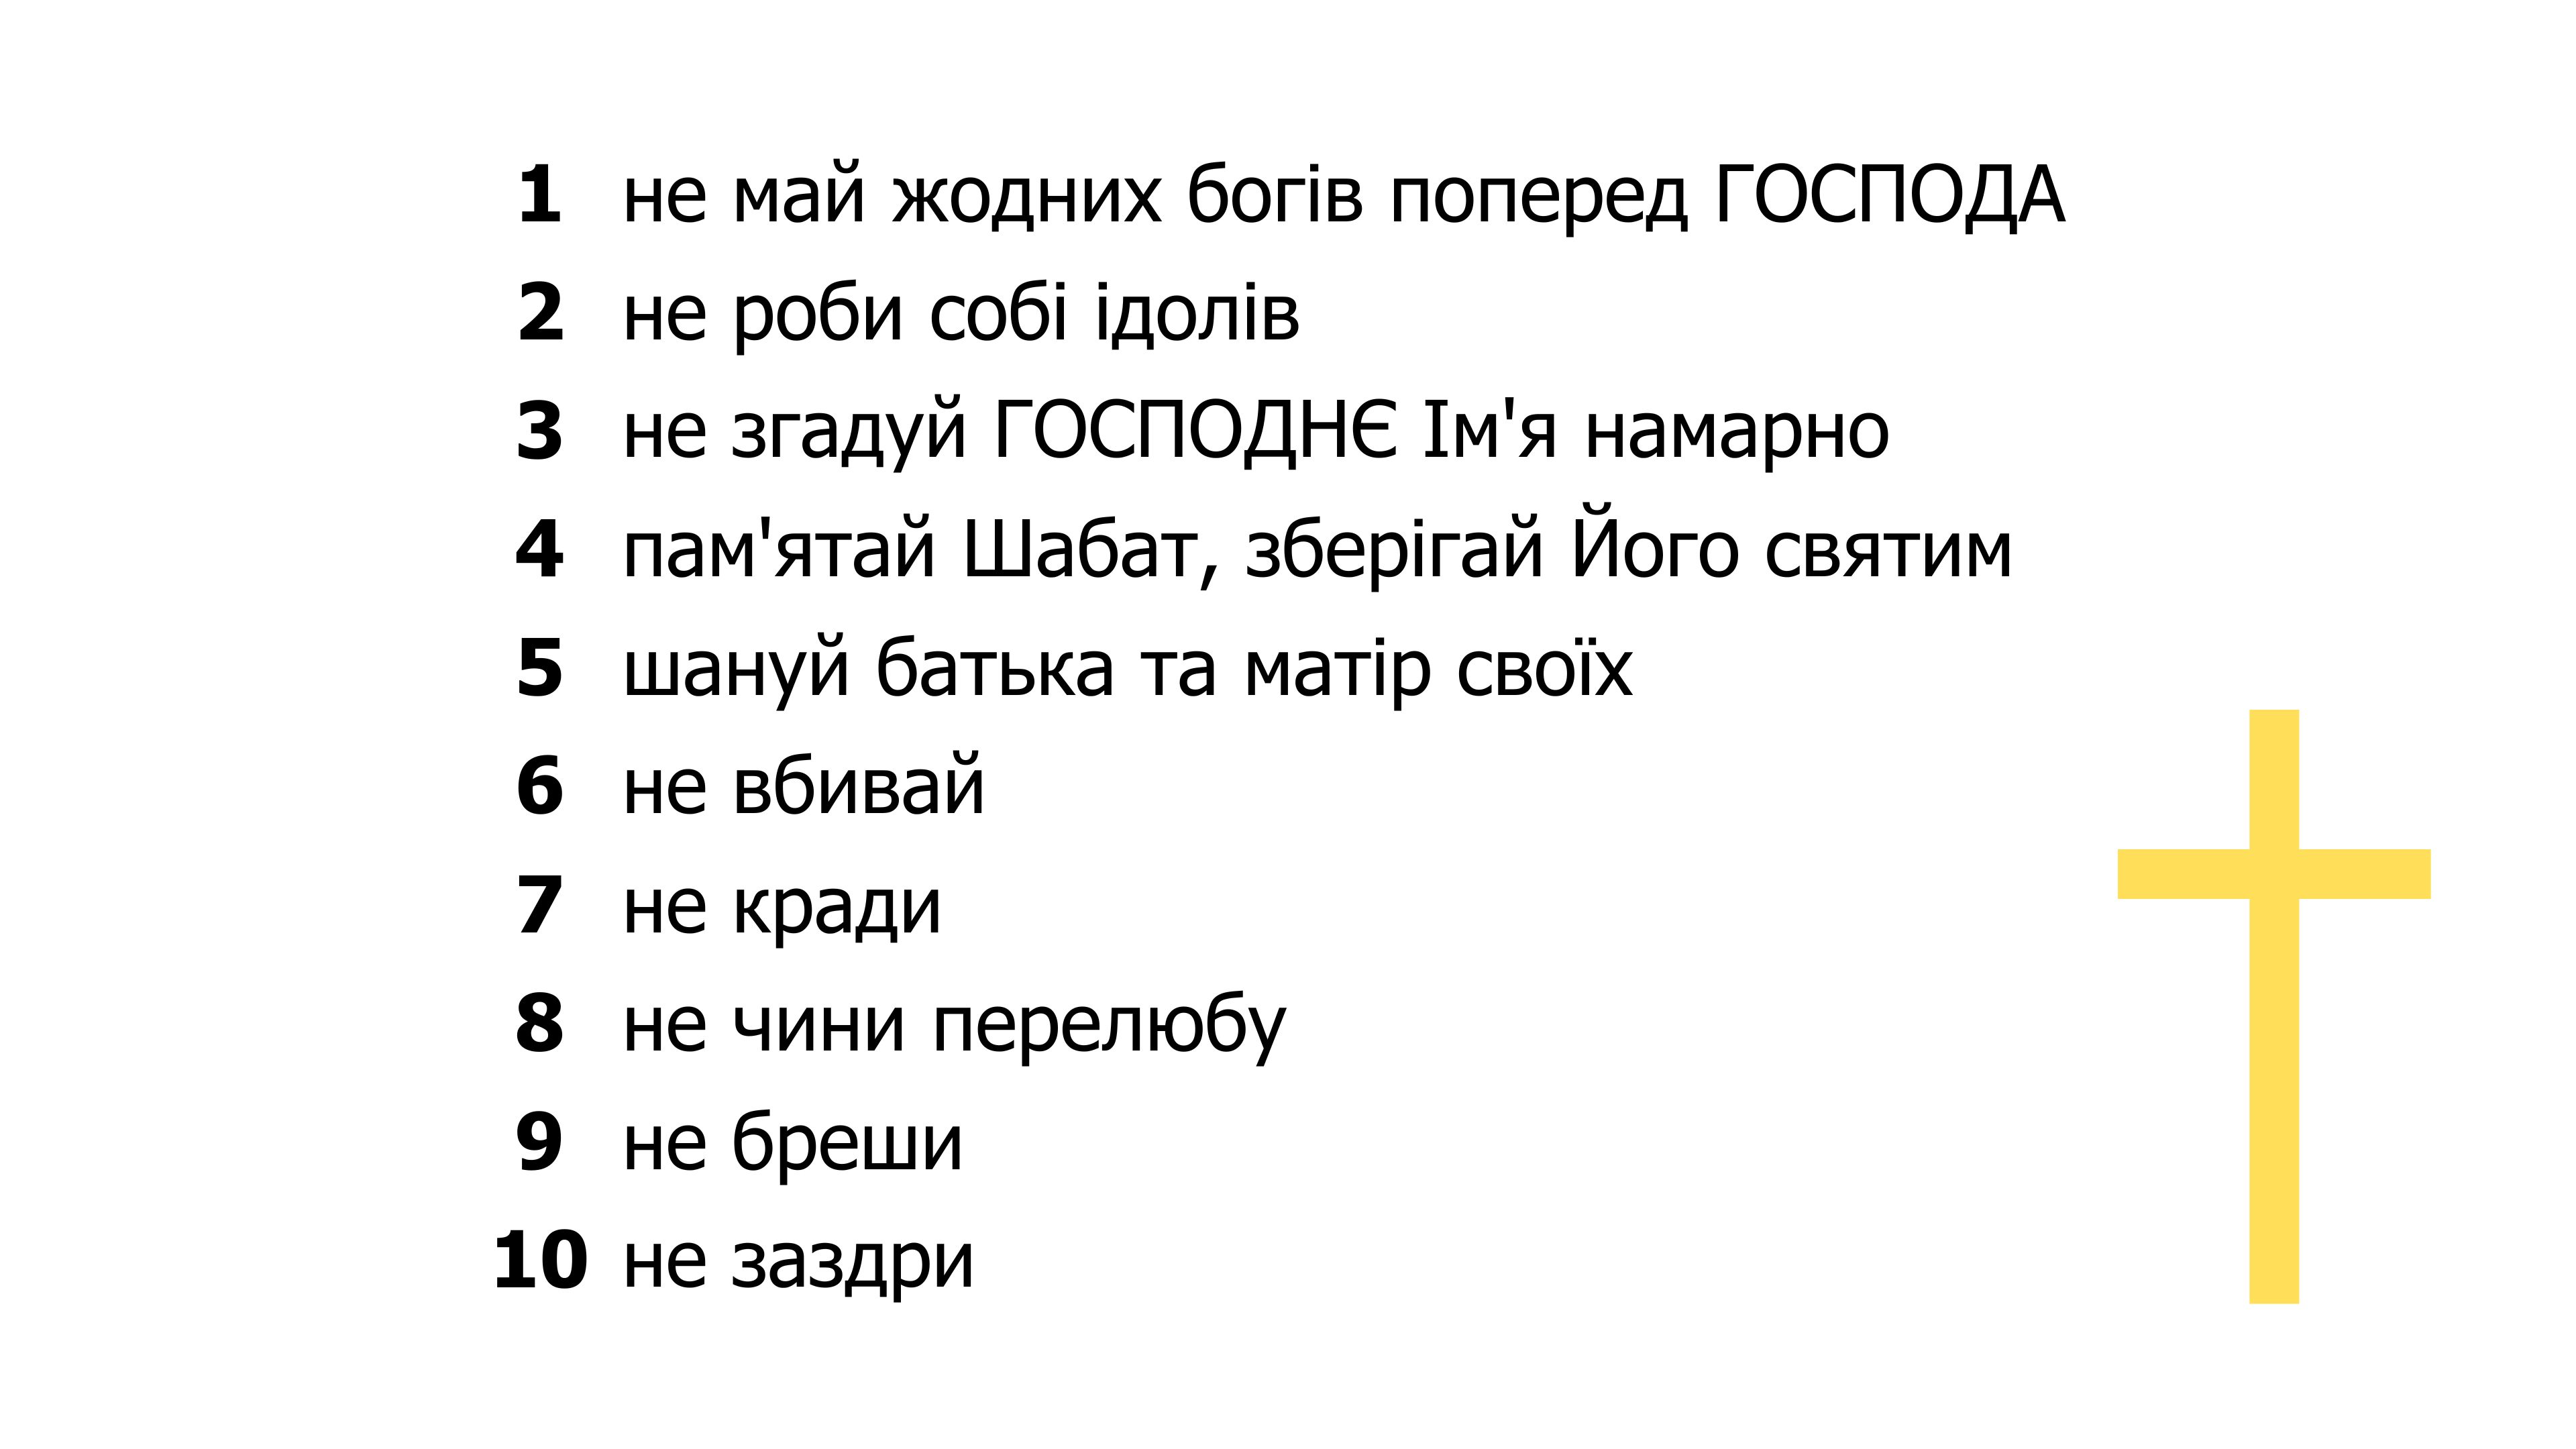 1 не май жодних богів поперед ГОСПОДА
2 не роби собі ідолів
3 не згадуй ГОСПОДНЄ Ім'я намарно
4 пам'ятай Шабат, зберігай Його святим
5 шануй батька та матір своїх
6 не вбивай
7 не кради
8 не чини перелюбу
9 не бреши
10 не заздри